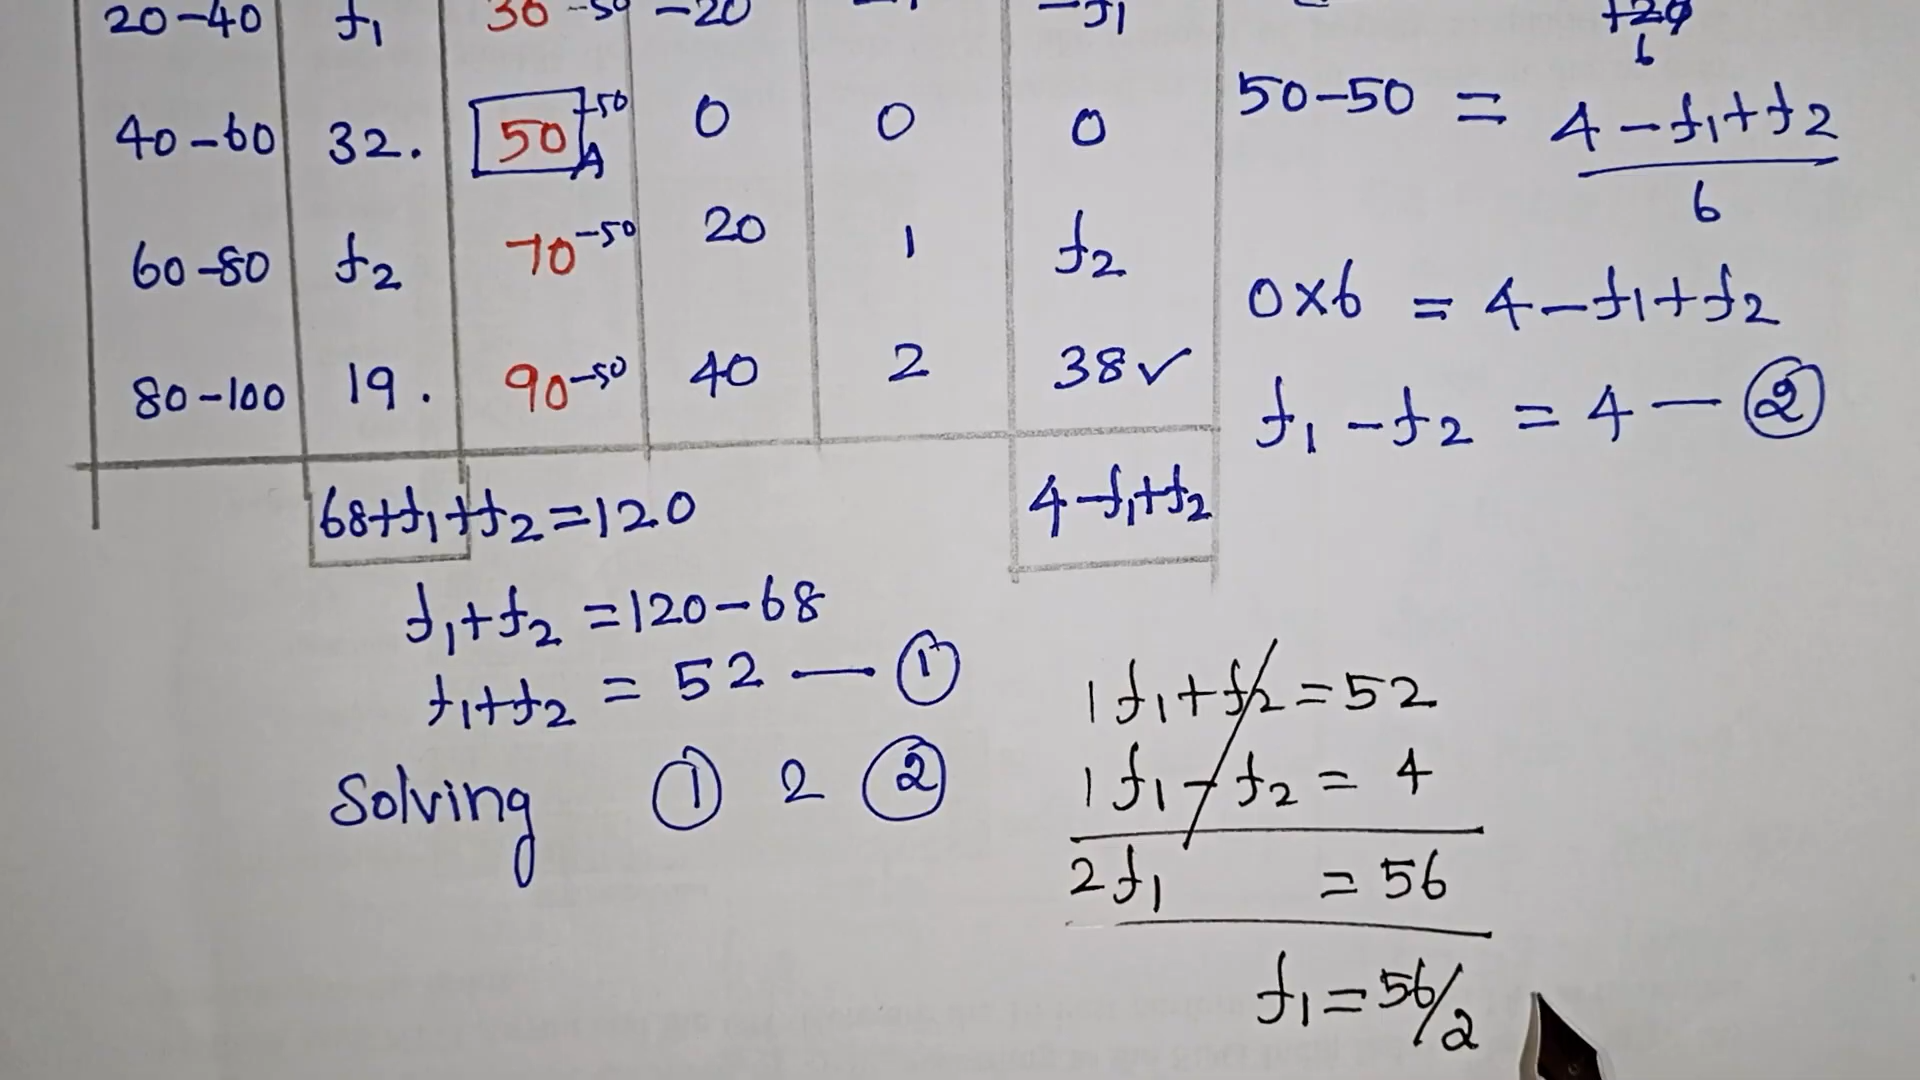 20-40 f1 30-50 -20 -f1
40-60 32. 50-50 A 0 0 0
60-80 f2 70-50 20 1 f2
80-100 19. 90-50 40 2 38✓
68+f1+f2=120 4-f1+f2
f1+f2 =120-68
f1+f2 = 52 — ①
Solving ① 2 ②
6
50-50 = 4-f1+f2
6
0×6 = 4-f1+f2
f1-f2 = 4 — ②
1f1+f2=52
1f1-f2 = 4
2f1 = 56
f1=56/2